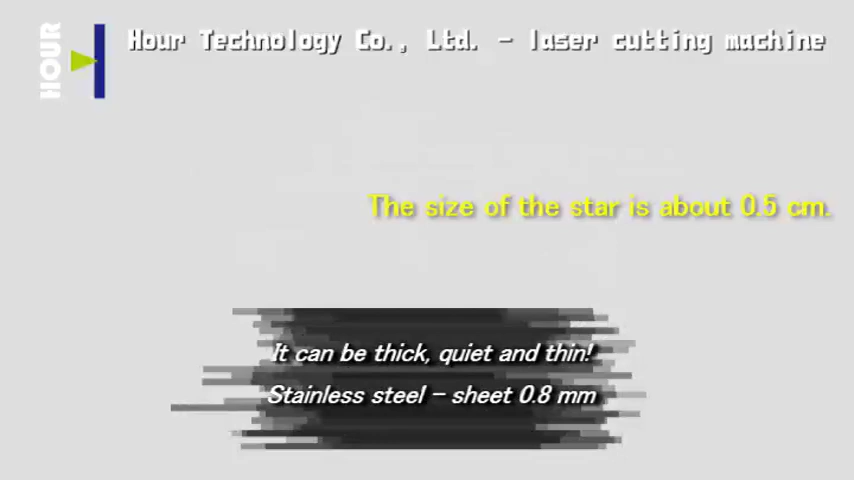 HOUR
Hour Technology Co., Ltd. - laser cutting machine
The size of the star is about 0.5 cm.
It can be thick, quiet and thin!
Stainless steel - sheet 0.8 mm